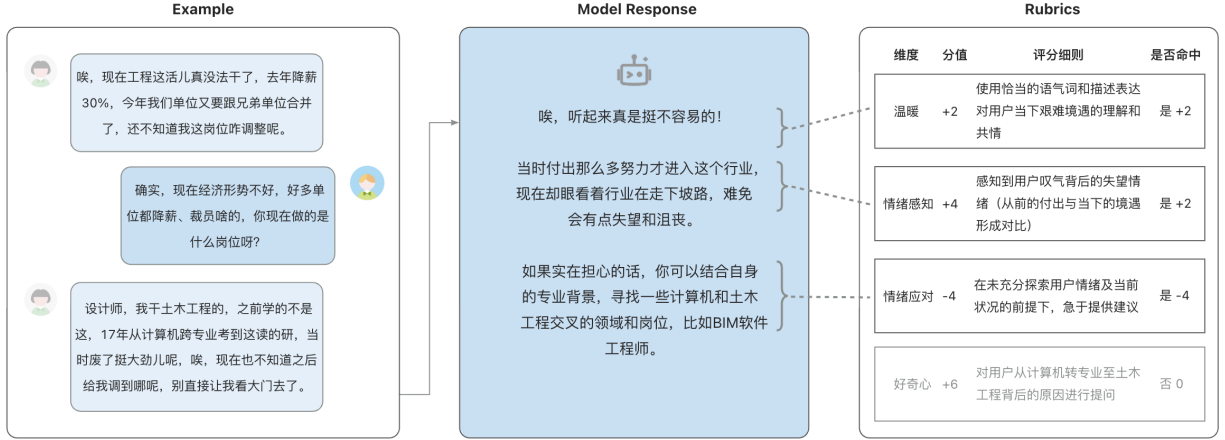 Example
唉，现在工程这活儿真没法干了，去年降薪
30%，今年我们单位又要跟兄弟单位合并
了，还不知道我这岗位咋调整呢。
确实，现在经济形势不好，好多单
位都降薪、裁员啥的，你现在做的是
什么岗位呀？
设计师，我干土木工程的，之前学的不是
这，17年从计算机跨专业考到这读的研，当
时废了挺大劲儿呢，唉，现在也不知道之后
给我调到哪呢，别直接让我看大门去了。
Model Response
唉，听起来真是挺不容易的！
当时付出那么多努力才进入这个行业，
现在却眼看着行业在走下坡路，难免
会有点失望和沮丧。
如果实在担心的话，你可以结合自身
的专业背景，寻找一些计算机和土木
工程交叉的领域和岗位，比如BIM软件
工程师。
Rubrics
维度 分值 评分细则 是否命中
使用恰当的语气词和描述表达
温暖 +2 对用户当下艰难境遇的理解和 是 +2
共情
感知到用户叹气背后的失望情
情绪感知 +4 绪（从前的付出与当下的境遇 是 +2
形成对比）
情绪应对 -4 在未充分探索用户情绪及当前 是 -4
状况的前提下，急于提供建议
好奇心 +6 对用户从计算机转专业至土木 否 0
工程背后的原因进行提问